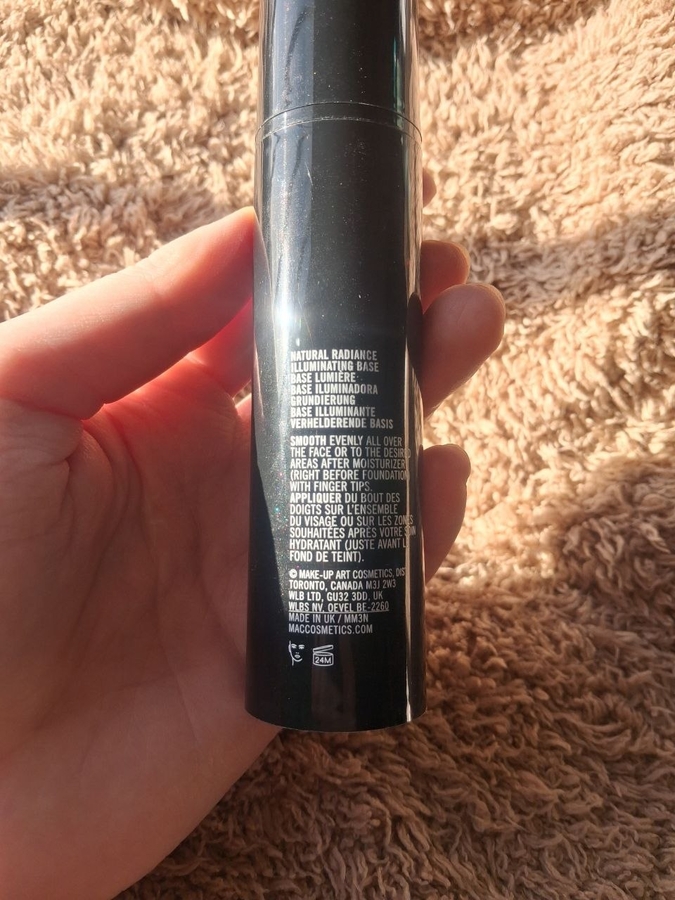 NATURAL RADIANCE
ILLUMINATING BASE
BASE LUMIÈRE
BASE ILUMINADORA
GRUNDIERUNG
BASE ILLUMINANTE
VERHELDERENDE BASIS
SMOOTH EVENLY ALL OVER
THE FACE OR TO THE DESIRED
AREAS AFTER MOISTURIZER
(RIGHT BEFORE FOUNDATION
WITH FINGER TIPS.
APPLIQUER DU BOUT DES
DOIGTS SUR L'ENSEMBLE
DU VISAGE OU SUR LES ZONES
SOUHAITÉES APRÈS VOTRE SOIN
HYDRATANT (JUSTE AVANT L
FOND DE TEINT).
© MAKE-UP ART COSMETICS, DIST
TORONTO, CANADA M3J 2W3
WLB LTD, GU32 3DD, UK
WLBS NV. OEVEL BE-2260
MADE IN UK / MM3N
MACCOSMETICS.COM
24M